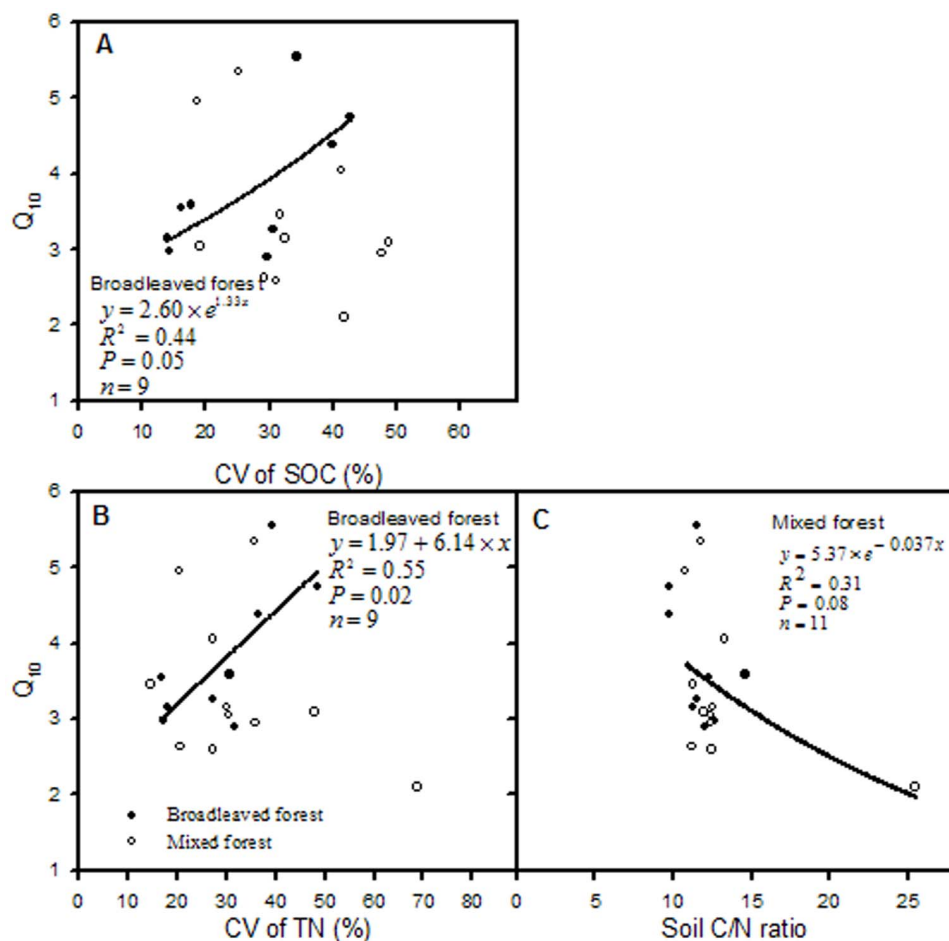 A
6
5
4
3
2
1
Q10
Broadleaved forest
y = 2.60 × e^1.33x
R² = 0.44
P = 0.05
n = 9
0 10 20 30 40 50 60
CV of SOC (%)
B
6
5
4
3
2
1
Q10
Broadleaved forest
y = 1.97 + 6.14 × x
R² = 0.55
P = 0.02
n = 9
Broadleaved forest
Mixed forest
0 10 20 30 40 50 60 70 80 90
CV of TN (%)
C
Mixed forest
y = 5.37 × e^− 0.037x
R² = 0.31
P = 0.08
n = 11
0 5 10 15 20 25
Soil C/N ratio